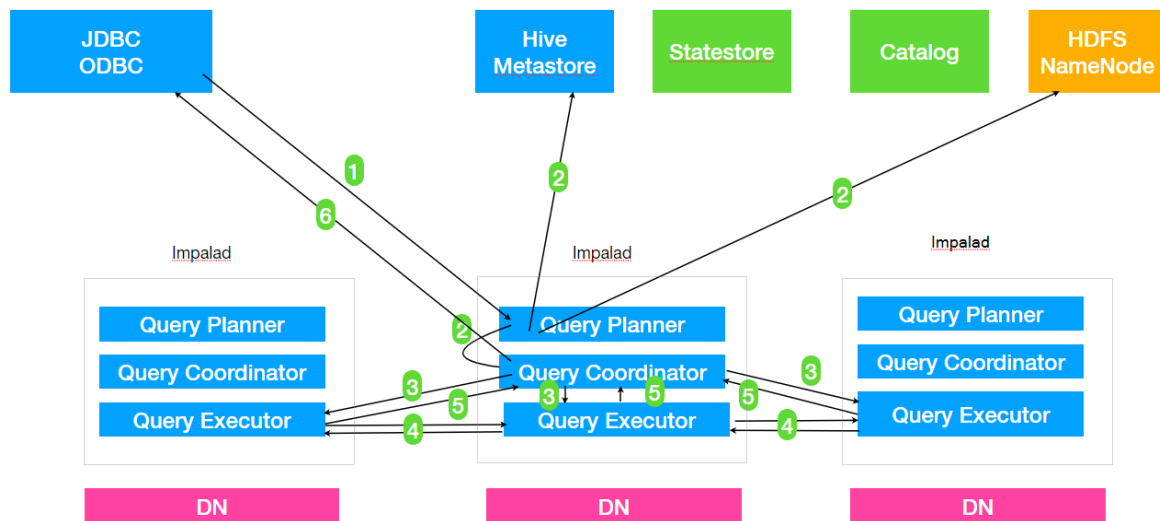 JDBC
ODBC
Hive
Metastore
Statestore
Catalog
HDFS
NameNode
1
2
2
6
Impalad
Impalad
Impalad
Query Planner
Query Coordinator
Query Executor
2
Query Planner
Query Coordinator
Query Executor
Query Planner
Query Coordinator
Query Executor
3
5
4
3
5
3
5
4
DN
DN
DN